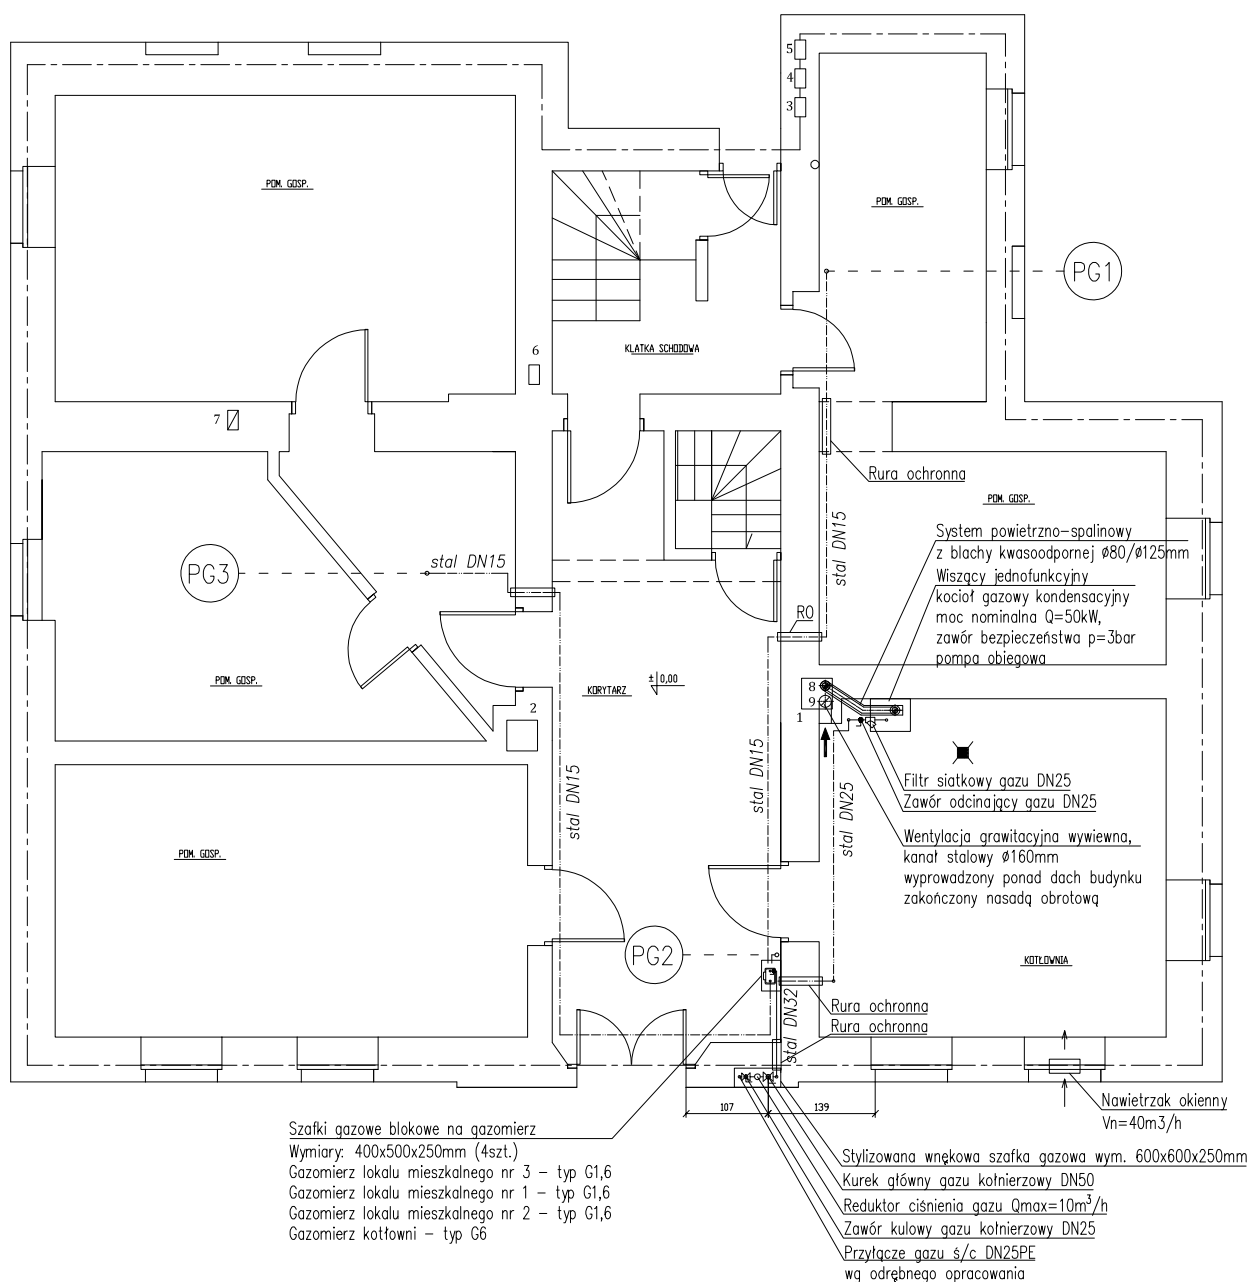 5
4
3
POM. GOSP.
POM. GOSP.
PG1
KLATKA SCHODOWA
6
7
Rura ochronna
POM. GOSP.
stal DN15
System powietrzno-spalinowy
z blachy kwasoodpornej Ø80/Ø125mm
Wiszący jednofunkcyjny
kocioł gazowy kondensacyjny
moc nominalna Q=50kW,
zawór bezpieczeństwa p=3bar
pompa obiegowa
PG3
stal DN15
RO
POM. GOSP.
KORYTARZ
±0,00
8
9
1
2
stal DN15
stal DN15
stal DN25
Filtr siatkowy gazu DN25
Zawór odcinający gazu DN25
Wentylacja grawitacyjna wywiewna,
kanał stalowy Ø160mm
wyprowadzony ponad dach budynku
zakończony nasadą obrotową
POM. GOSP.
PG2
KOTŁOWNIA
stal DN32
Rura ochronna
Rura ochronna
107
139
Nawietrzak okienny
Vn=40m3/h
Szafki gazowe blokowe na gazomierz
Wymiary: 400x500x250mm (4szt.)
Gazomierz lokalu mieszkalnego nr 3 - typ G1,6
Gazomierz lokalu mieszkalnego nr 1 - typ G1,6
Gazomierz lokalu mieszkalnego nr 2 - typ G1,6
Gazomierz kotłowni - typ G6
Stylizowana wnękowa szafka gazowa wym. 600x600x250mm
Kurek główny gazu kołnierzowy DN50
Reduktor ciśnienia gazu Qmax=10m³/h
Zawór kulowy gazu kołnierzowy DN25
Przyłącze gazu ś/c DN25PE
wg odrębnego opracowania